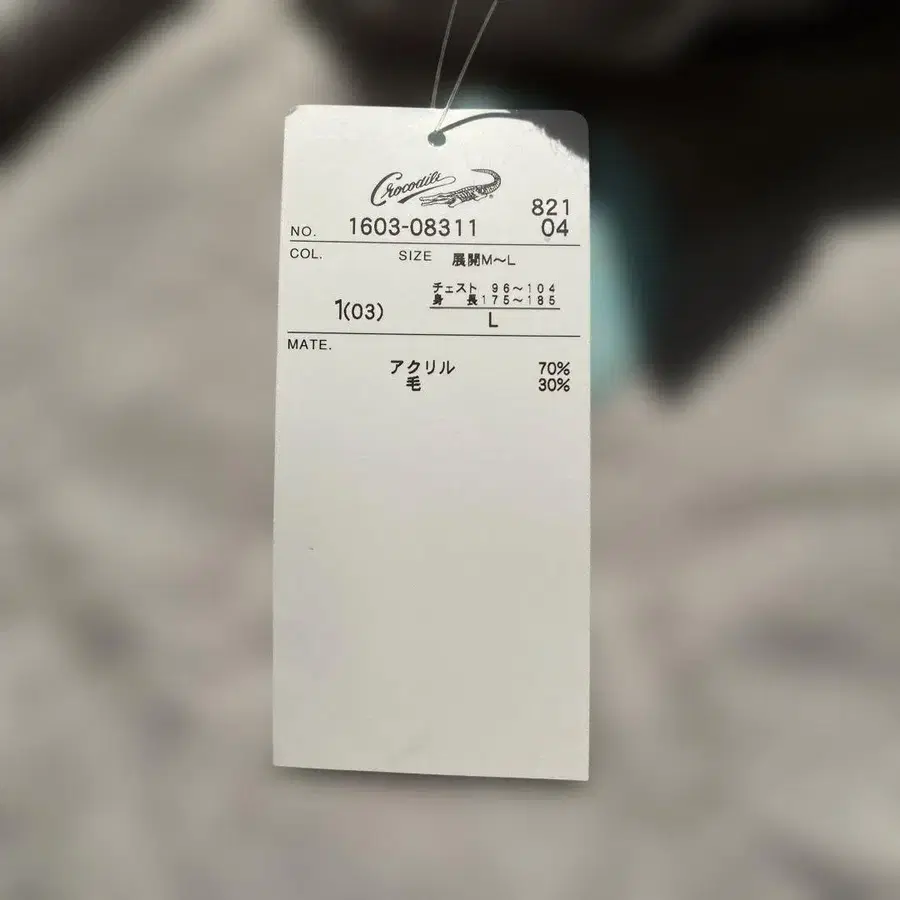 Crocodile®
821
NO. 1603-08311 04
COL. SIZE 展開M～L
チェスト 96～104
身 長175～185
1(03) L
MATE.
アクリル 70%
毛 30%